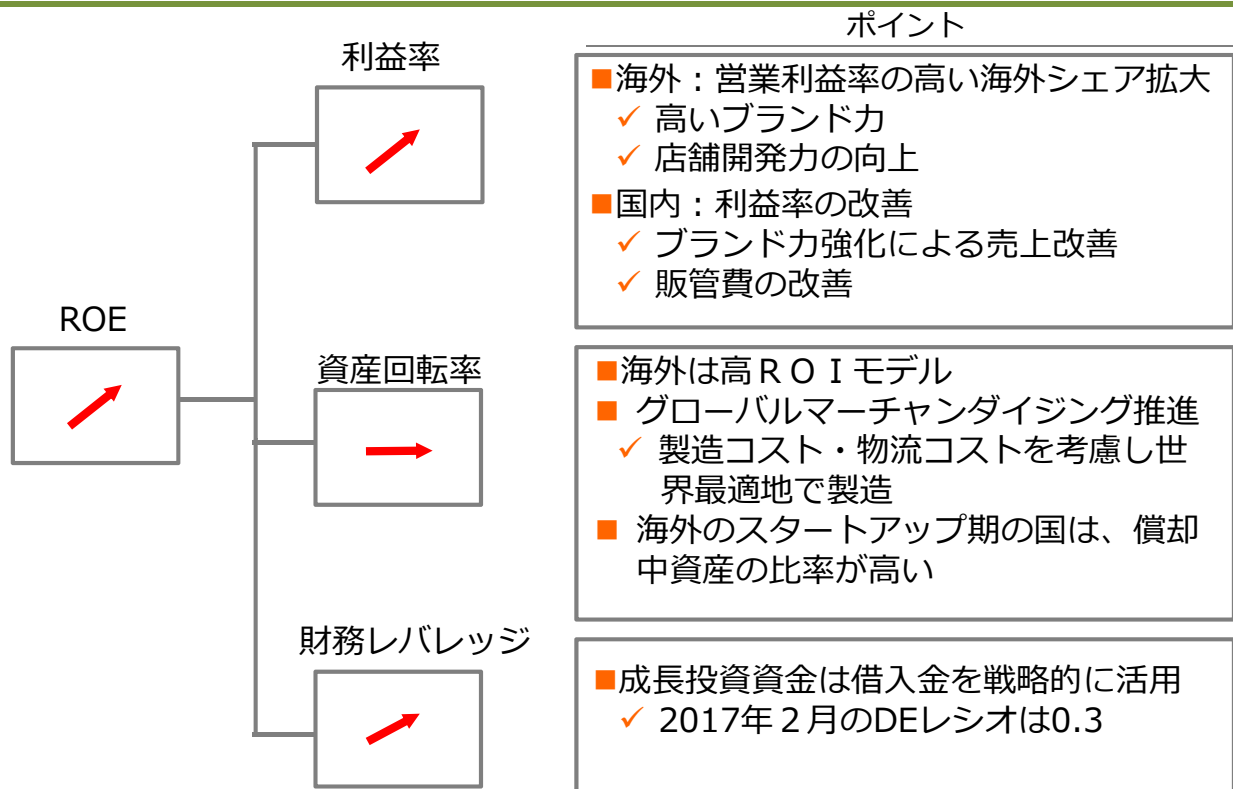 ポイント
利益率
■海外：営業利益率の高い海外シェア拡大
✓ 高いブランド力
✓ 店舗開発力の向上
■国内：利益率の改善
✓ ブランド力強化による売上改善
✓ 販管費の改善
ROE
資産回転率
■海外は高ＲＯＩモデル
■ グローバルマーチャンダイジング推進
✓ 製造コスト・物流コストを考慮し世
界最適地で製造
■ 海外のスタートアップ期の国は、償却
中資産の比率が高い
財務レバレッジ
■成長投資資金は借入金を戦略的に活用
✓ 2017年２月のDEレシオは0.3